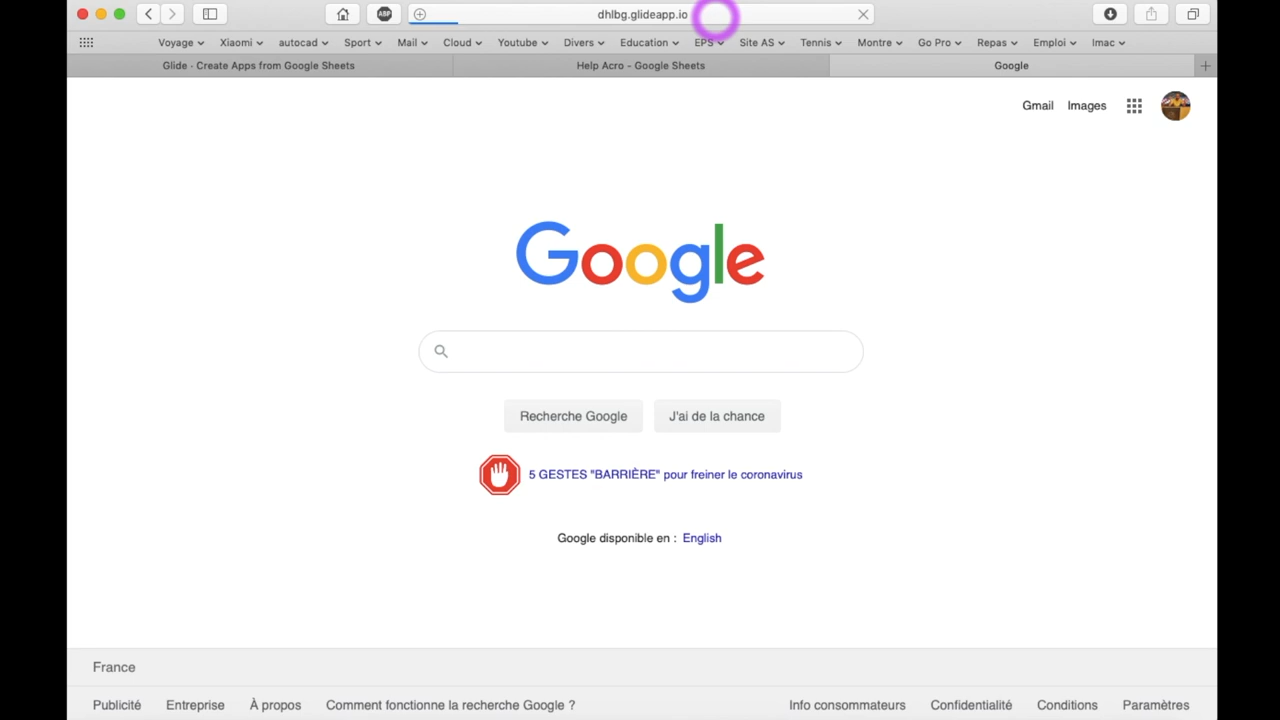 ABP dhlbg.glideapp.io
Voyage Xiaomi autocad Sport Mail Cloud Youtube Divers Education EPS Site AS Tennis Montre Go Pro Repas Emploi Imac
Glide · Create Apps from Google Sheets Help Acro - Google Sheets Google
Gmail Images
Google
Recherche Google J'ai de la chance
5 GESTES "BARRIÈRE" pour freiner le coronavirus
Google disponible en : English
France
Publicité Entreprise À propos Comment fonctionne la recherche Google ? Info consommateurs Confidentialité Conditions Paramètres